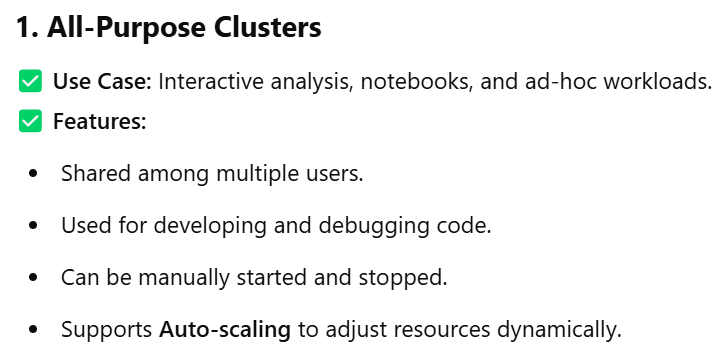 1. All-Purpose Clusters
✅ Use Case: Interactive analysis, notebooks, and ad-hoc workloads.
✅ Features:
• Shared among multiple users.
• Used for developing and debugging code.
• Can be manually started and stopped.
• Supports Auto-scaling to adjust resources dynamically.